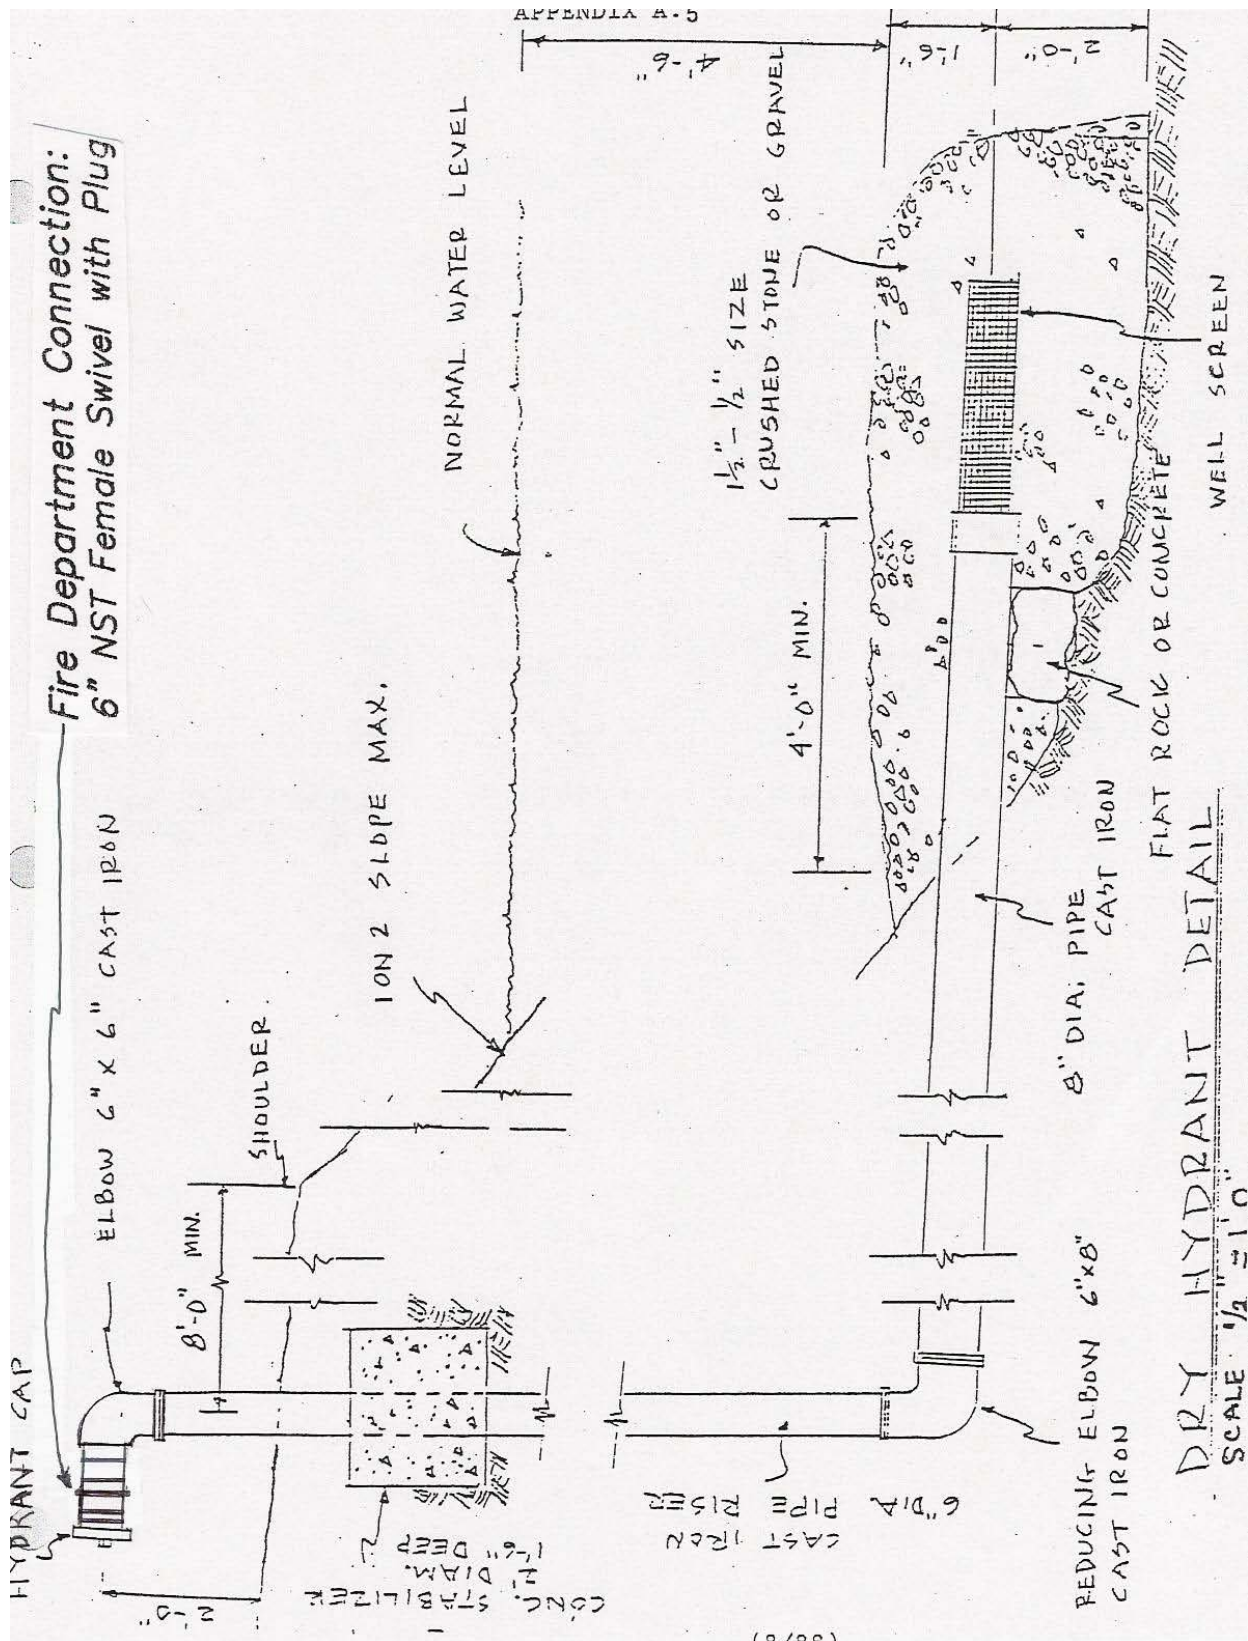 APPENDIX A.5
Fire Department Connection:
6" NST Female Swivel with Plug
HYDRANT CAP
ELBOW 6" X 6" CAST IRON
SHOULDER
8'-0" MIN.
2'-0"
1 ON 2 SLOPE MAX.
NORMAL WATER LEVEL
4'-6"
1'-6"
2'-0"
1½"-½" SIZE
CRUSHED STONE OR GRAVEL
4'-0" MIN.
CONC. STABILIZER
DIAM.
1'-6" DEEP
6" DIA.
CAST IRON
PIPE RISER
REDUCING ELBOW 6"x8"
CAST IRON
8" DIA. PIPE
CAST IRON
FLAT ROCK OR CONCRETE
WELL SCREEN
DRY HYDRANT DETAIL
SCALE 1/2" = 1'0"